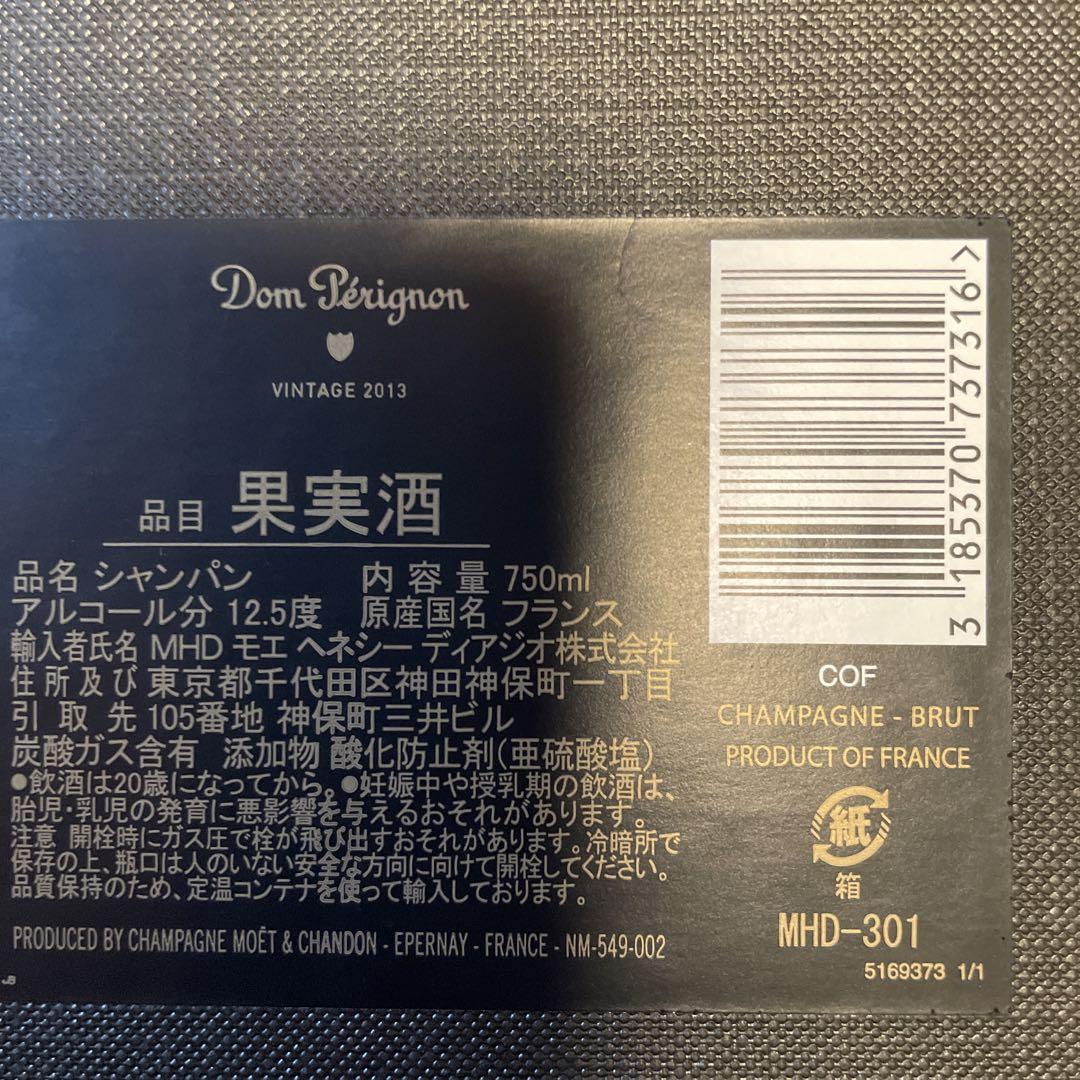 Dom Pérignon
VINTAGE 2013
品目 果実酒
品名 シャンパン 内容量 750ml
アルコール分 12.5度 原産国名 フランス
輸入者氏名 MHD モエ ヘネシー ディアジオ株式会社
住所及び 東京都千代田区神田神保町一丁目
引取先 105番地 神保町三井ビル
炭酸ガス含有 添加物 酸化防止剤(亜硫酸塩)
●飲酒は20歳になってから。●妊娠中や授乳期の飲酒は、
胎児・乳児の発育に悪影響を与えるおそれがあります。
注意 開栓時にガス圧で栓が飛び出すおそれがあります。冷暗所で
保存の上、瓶口は人のいない安全な方向に向けて開栓してください。
品質保持のため、定温コンテナを使って輸入しております。
PRODUCED BY CHAMPAGNE MOËT & CHANDON - EPERNAY - FRANCE - NM-549-002
JB
3 185370 737316 >
COF
CHAMPAGNE - BRUT
PRODUCT OF FRANCE
紙
箱
MHD-301
5169373 1/1